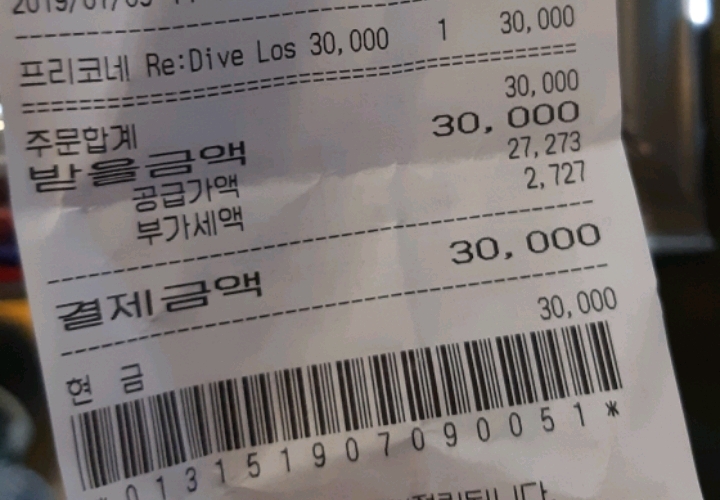 프리코네! Re:Dive Los 30,000 1 30,000
주문합계 30,000
받을금액 30,000
공급가액 27,273
부가세액 2,727
결제금액 30,000
현 금 30,000
013151907090051*